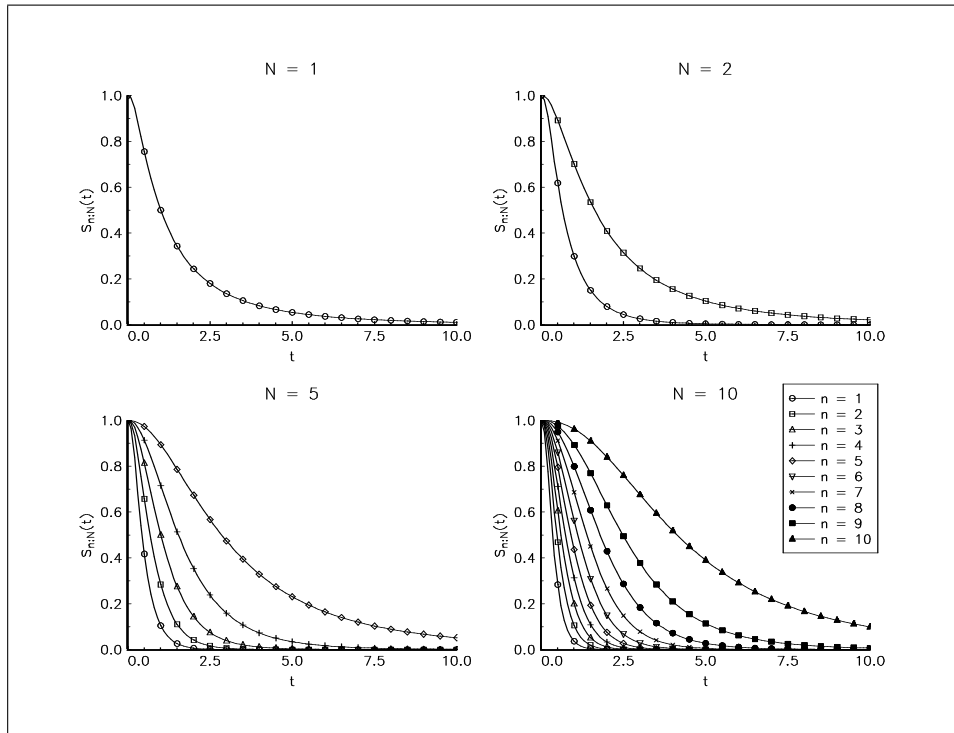 N = 1
S_{n:N}(t)
1.0
0.8
0.6
0.4
0.2
0.0
0.0 2.5 5.0 7.5 10.0
t
N = 2
S_{n:N}(t)
1.0
0.8
0.6
0.4
0.2
0.0
0.0 2.5 5.0 7.5 10.0
t
N = 5
S_{n:N}(t)
1.0
0.8
0.6
0.4
0.2
0.0
0.0 2.5 5.0 7.5 10.0
t
N = 10
S_{n:N}(t)
1.0
0.8
0.6
0.4
0.2
0.0
0.0 2.5 5.0 7.5 10.0
t
n = 1
n = 2
n = 3
n = 4
n = 5
n = 6
n = 7
n = 8
n = 9
n = 10